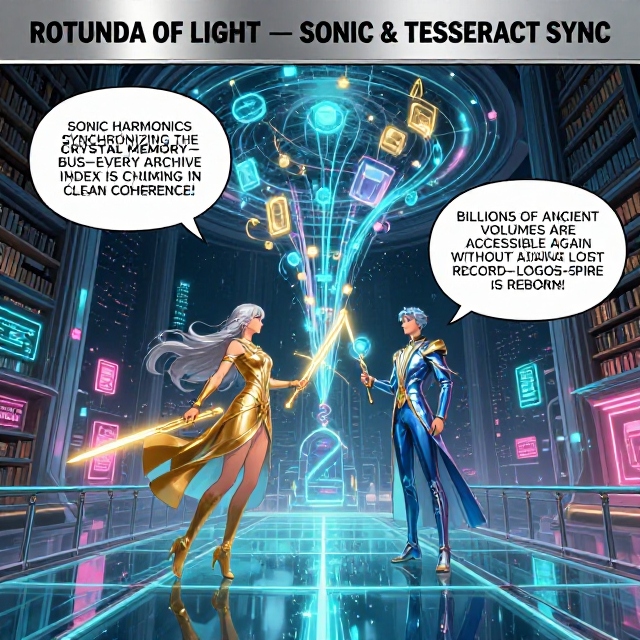 ROTUNDA OF LIGHT — SONIC & TESSERACT SYNC
SONIC HARMONICS
SYNCHRONIZING THE
CRYSTAL MEMORY-
BUS—EVERY ARCHIVE
INDEX IS CHIMING IN
CLEAN COHERENCE!
BILLIONS OF ANCIENT
VOLUMES ARE
ACCESSIBLE AGAIN
WITHOUT LOST
RECORD—LOGOS-SPIRE
IS REBORN!
2